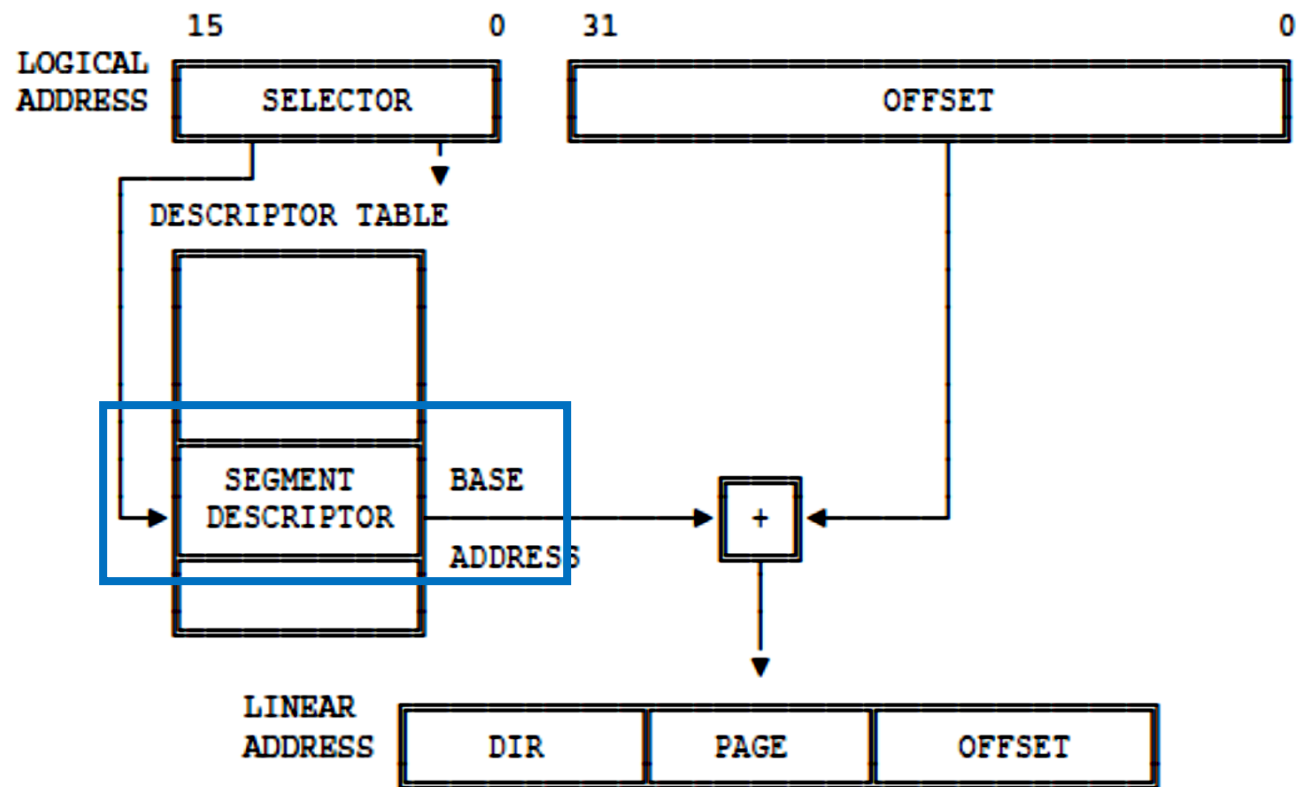 15 0 31 0
LOGICAL
ADDRESS SELECTOR OFFSET
DESCRIPTOR TABLE
SEGMENT BASE
DESCRIPTOR +
ADDRESS
LINEAR
ADDRESS DIR PAGE OFFSET